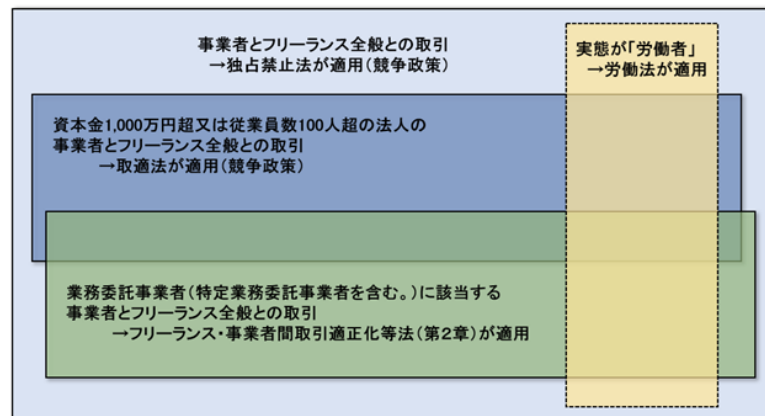 事業者とフリーランス全般との取引
→独占禁止法が適用(競争政策)
実態が「労働者」
→労働法が適用
資本金1,000万円超又は従業員数100人超の法人の
事業者とフリーランス全般との取引
→取適法が適用(競争政策)
業務委託事業者(特定業務委託事業者を含む。)に該当する
事業者とフリーランス全般との取引
→フリーランス・事業者間取引適正化等法(第2章)が適用